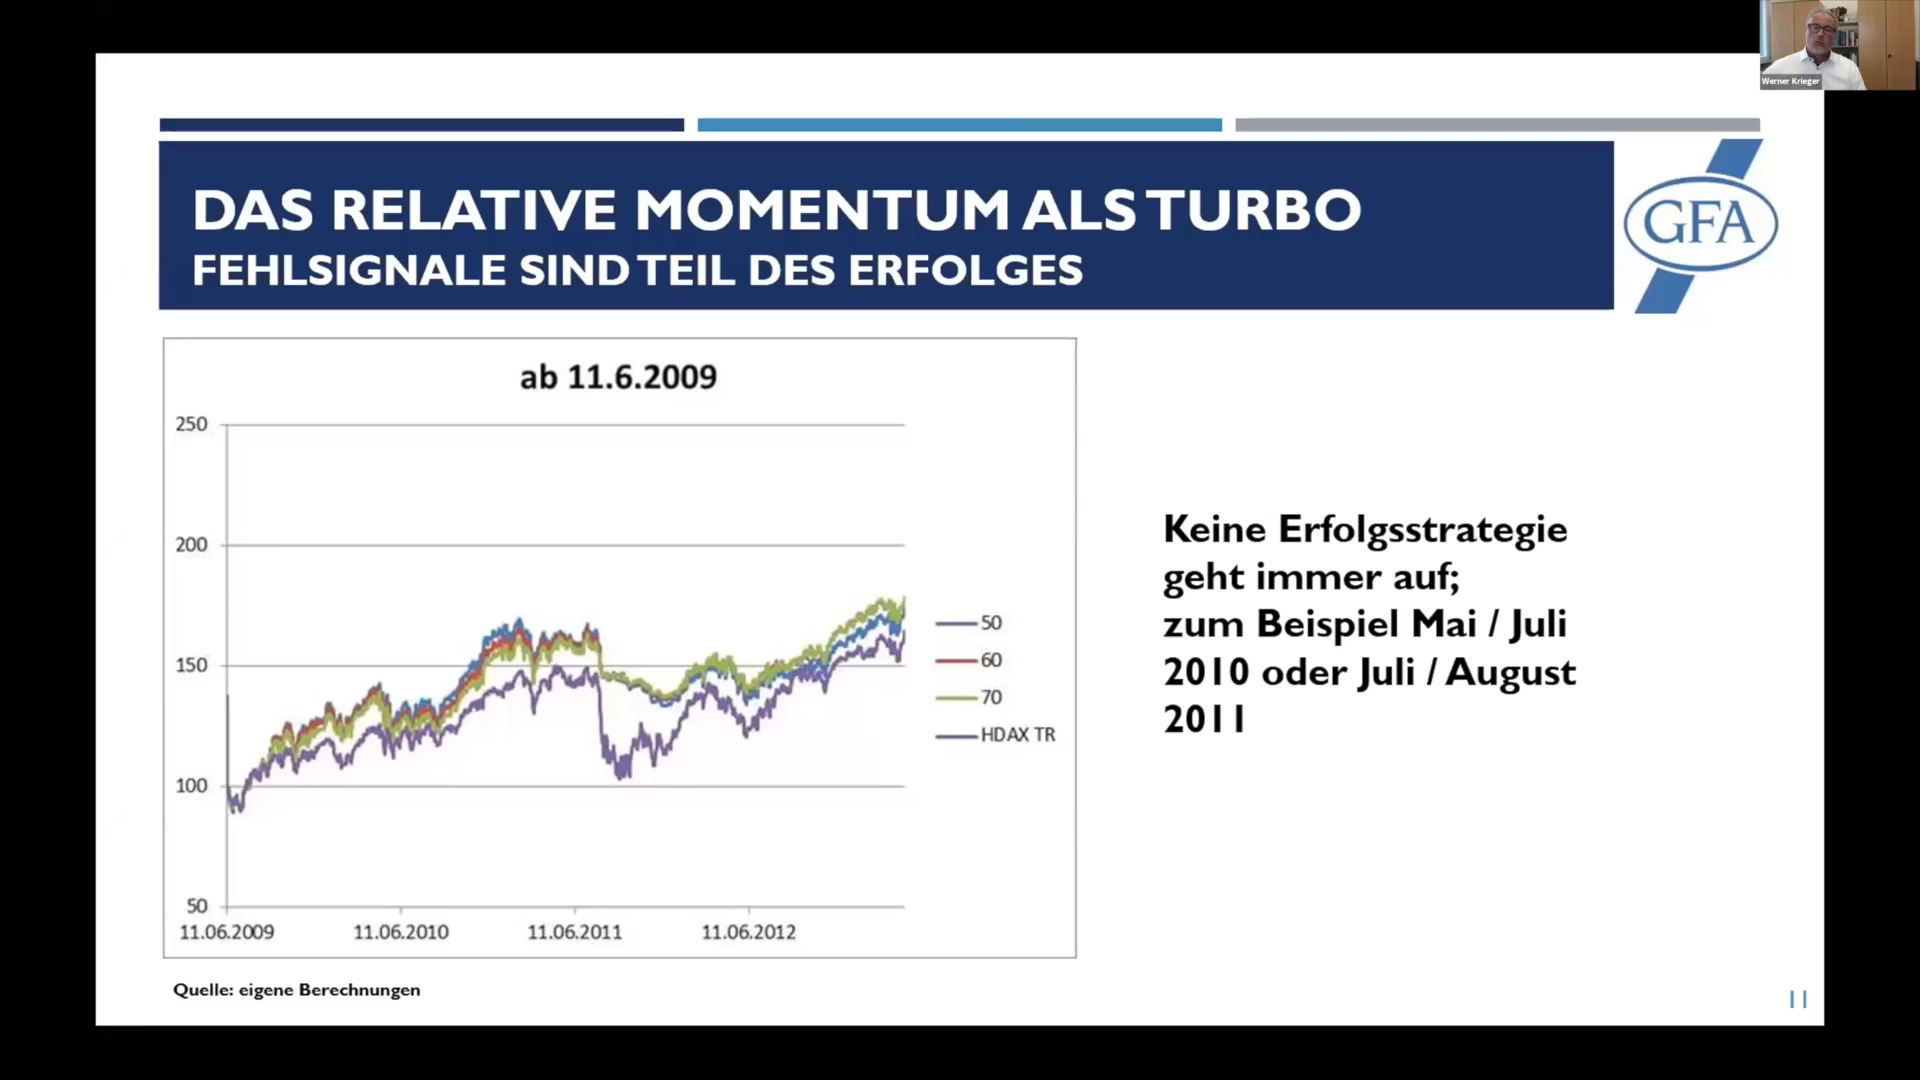 Werner Krieger
DAS RELATIVE MOMENTUM ALS TURBO
FEHLSIGNALE SIND TEIL DES ERFOLGES
GFA
ab 11.6.2009
250
200
150
100
50
11.06.2009 11.06.2010 11.06.2011 11.06.2012
50
60
70
HDAX TR
Keine Erfolgsstrategie
geht immer auf;
zum Beispiel Mai / Juli
2010 oder Juli / August
2011
Quelle: eigene Berechnungen
11